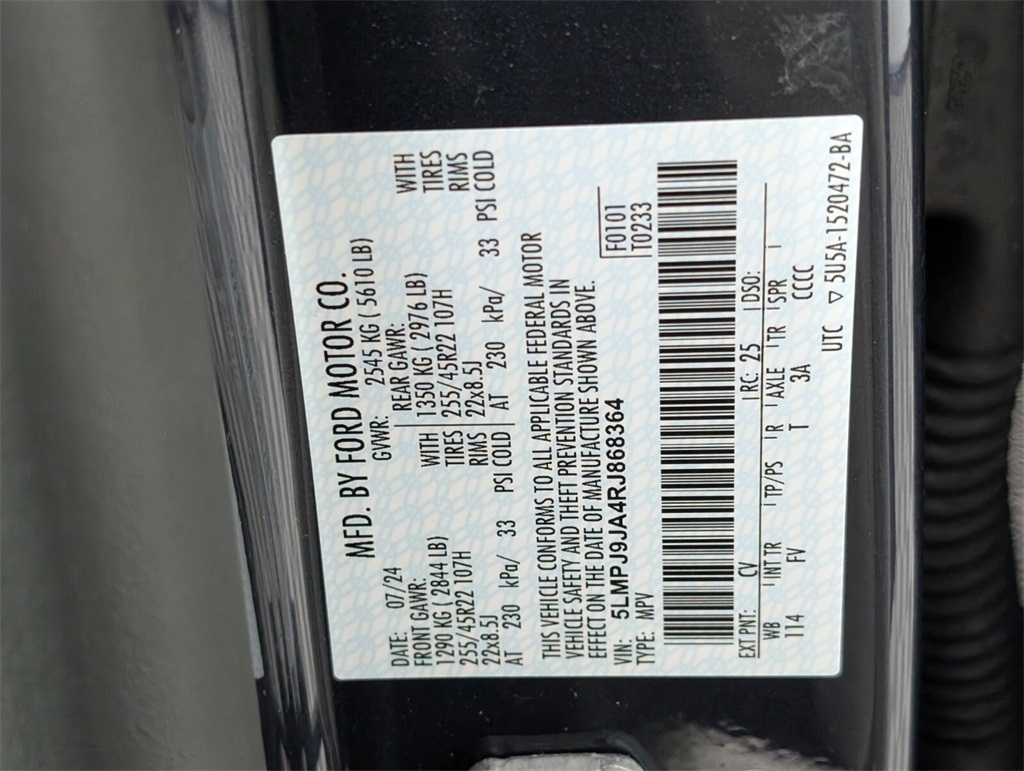 MFD. BY FORD MOTOR CO.
DATE: 07/24 GVWR: 2545 KG ( 5610 LB)
FRONT GAWR: REAR GAWR:
1290 KG ( 2844 LB) WITH 1350 KG ( 2976 LB) WITH
255/45R22 107H TIRES 255/45R22 107H TIRES
22x8.5J RIMS 22x8.5J RIMS
AT 230 kPa/ 33 PSI COLD AT 230 kPa/ 33 PSI COLD
THIS VEHICLE CONFORMS TO ALL APPLICABLE FEDERAL MOTOR
VEHICLE SAFETY AND THEFT PREVENTION STANDARDS IN
EFFECT ON THE DATE OF MANUFACTURE SHOWN ABOVE.
VIN: 5LMPJ9JA4RJ868364
TYPE: MPV
F0101
T0233
EXT PNT: CV RC: 25 DSO:
WB INT TR TP/PS R AXLE TR SPR
114 FV T 3A CCCC
UTC ▽ 5U5A-1520472-BA